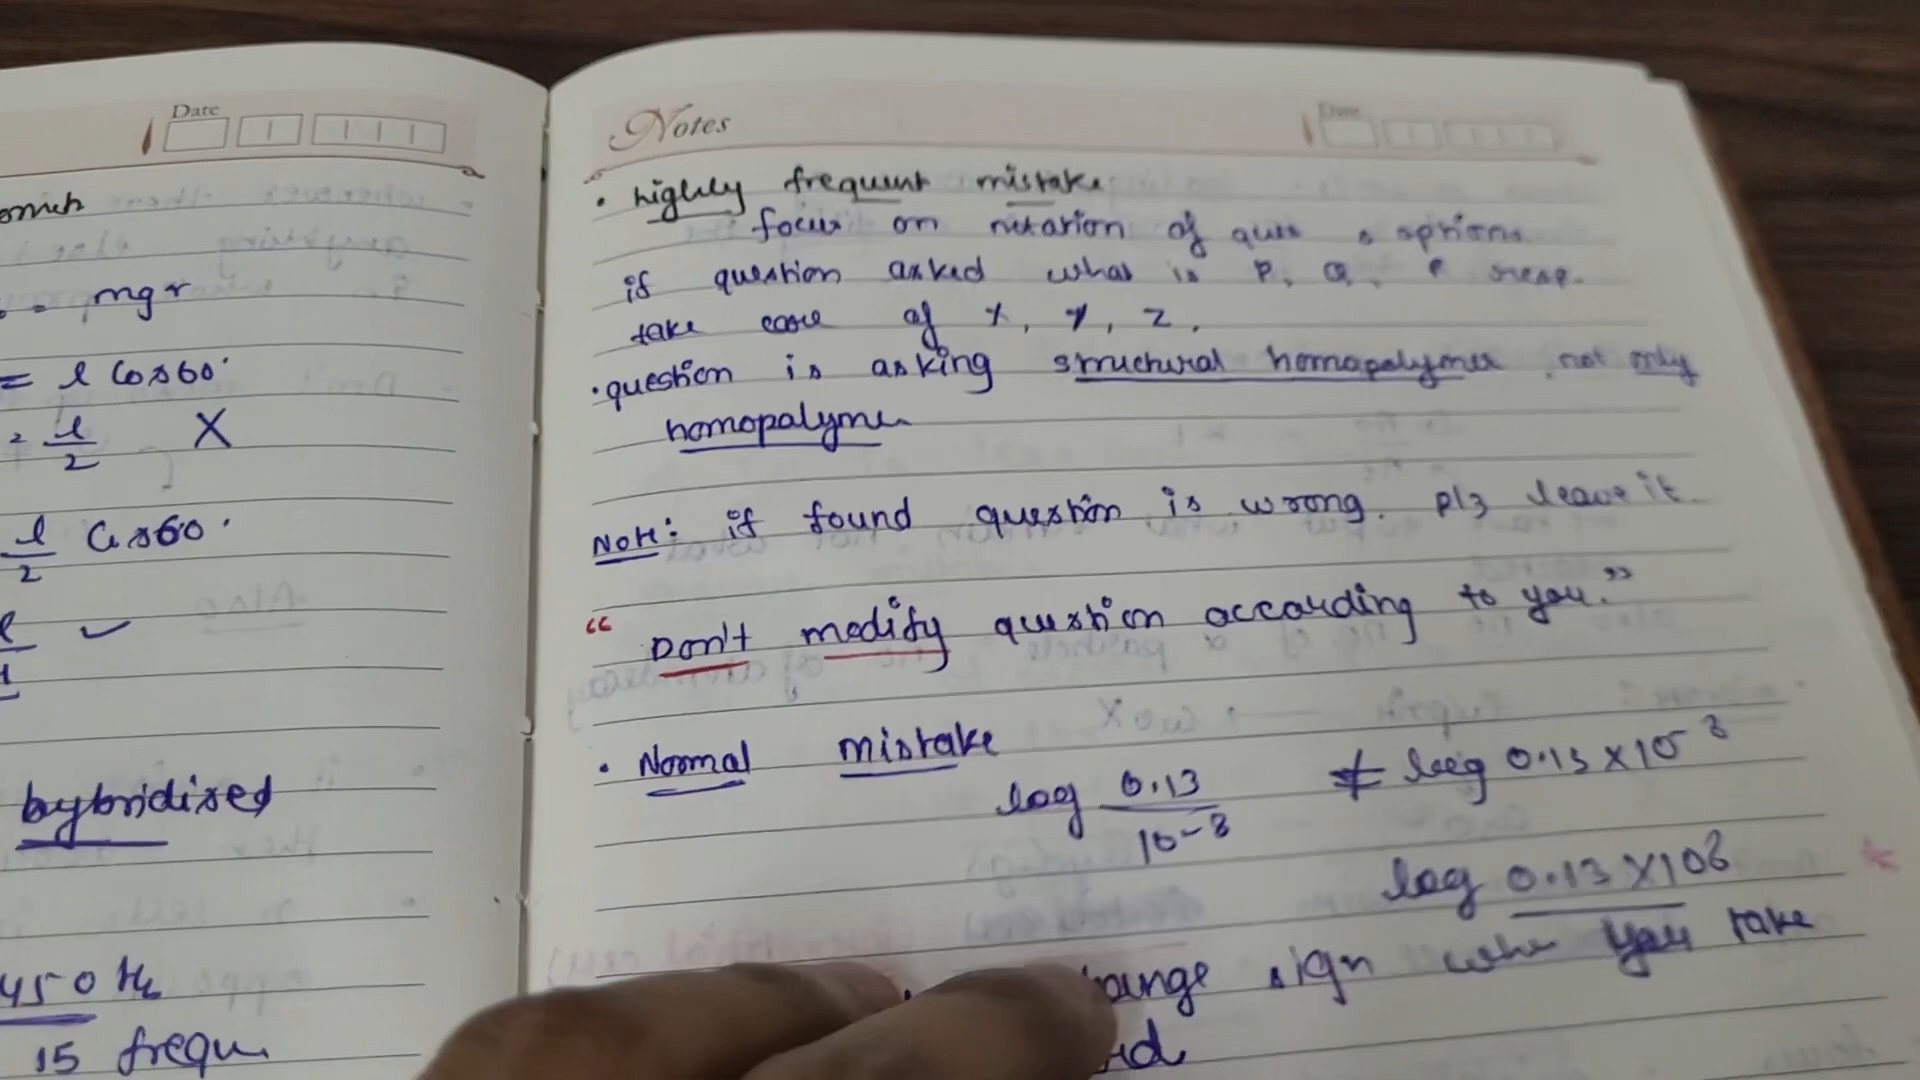 Date
omch
= mgr
= l Cos60°
= l/2 X
l/2 Cos60°
hybridised
450 Hz
15 frequ
Notes
Date
• highly frequent mistake
focus on notation of ques & options
if question asked what is P, Q, R resp.
take care of x, y, z.
• question is asking structural homopolymer not only
homopolymer
Note: if found question is wrong. plz leave it
"Don't modify question according to you."
• Normal mistake
log 0.13/10-8 ≠ log 0.13 x 10-8
log 0.13 x 108
change sign when you take